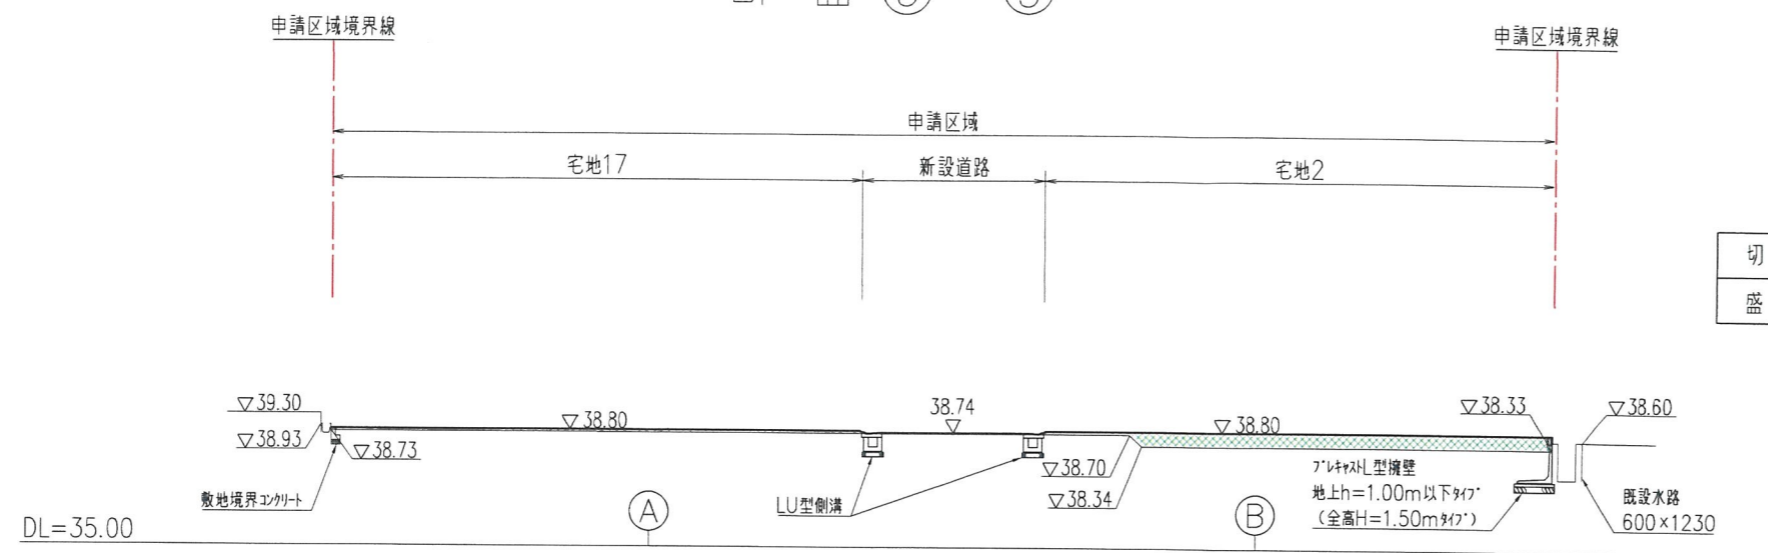 申請区域境界線
申請区域境界線
申請区域
宅地17
新設道路
宅地2
切
盛
▽39.30
▽38.93
▽38.73
▽38.80
38.74
▽38.80
▽38.33
▽38.60
▽38.70
▽38.34
敷地境界コンクリート
LU型側溝
プレキャストL型擁壁
地上h=1.00m以下タイプ
(全高H=1.50mタイプ)
既設水路
600×1230
A
B
DL=35.00